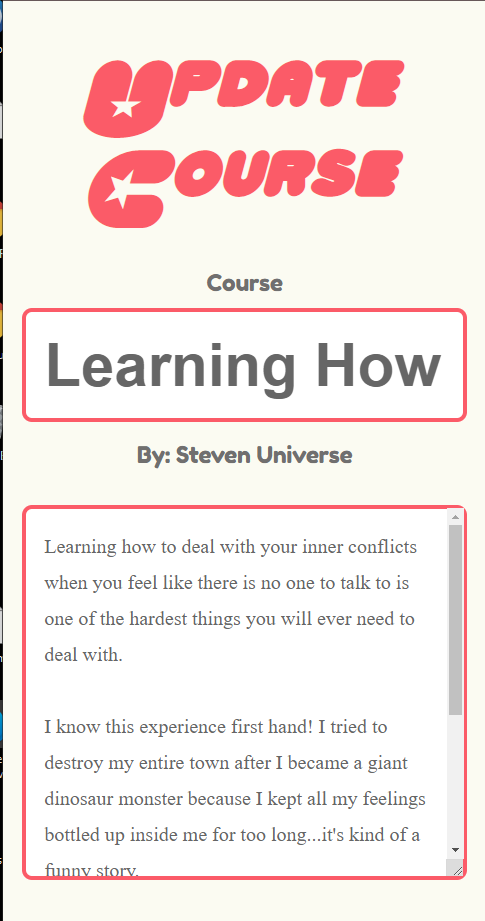 UPDATE
COURSE
Course
Learning How
By: Steven Universe
Learning how to deal with your inner conflicts
when you feel like there is no one to talk to is
one of the hardest things you will ever need to
deal with.
I know this experience first hand! I tried to
destroy my entire town after I became a giant
dinosaur monster because I kept all my feelings
bottled up inside me for too long...it's kind of a
funny story.